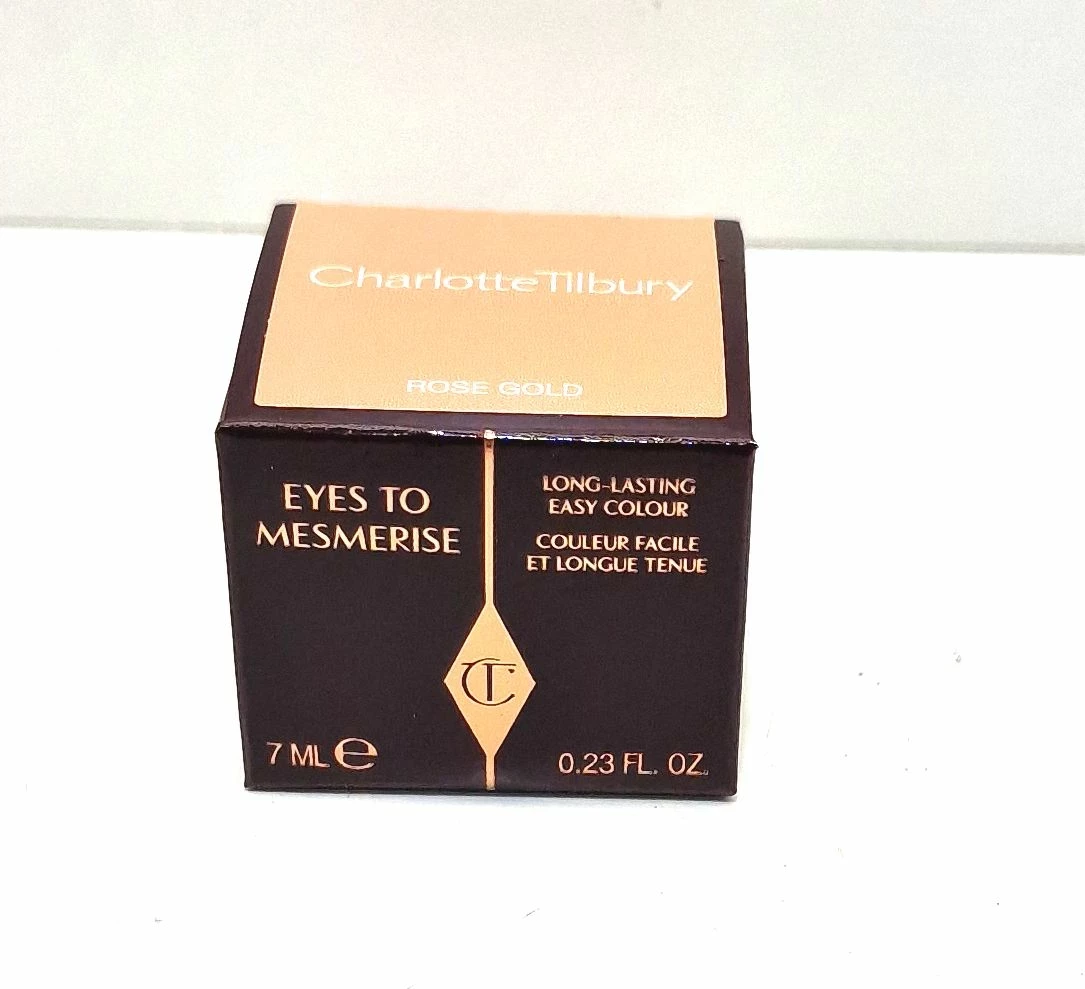 CharlotteTilbury
ROSE GOLD
EYES TO
MESMERISE
LONG-LASTING
EASY COLOUR
COULEUR FACILE
ET LONGUE TENUE
CT
7 ML e
0.23 FL. OZ.